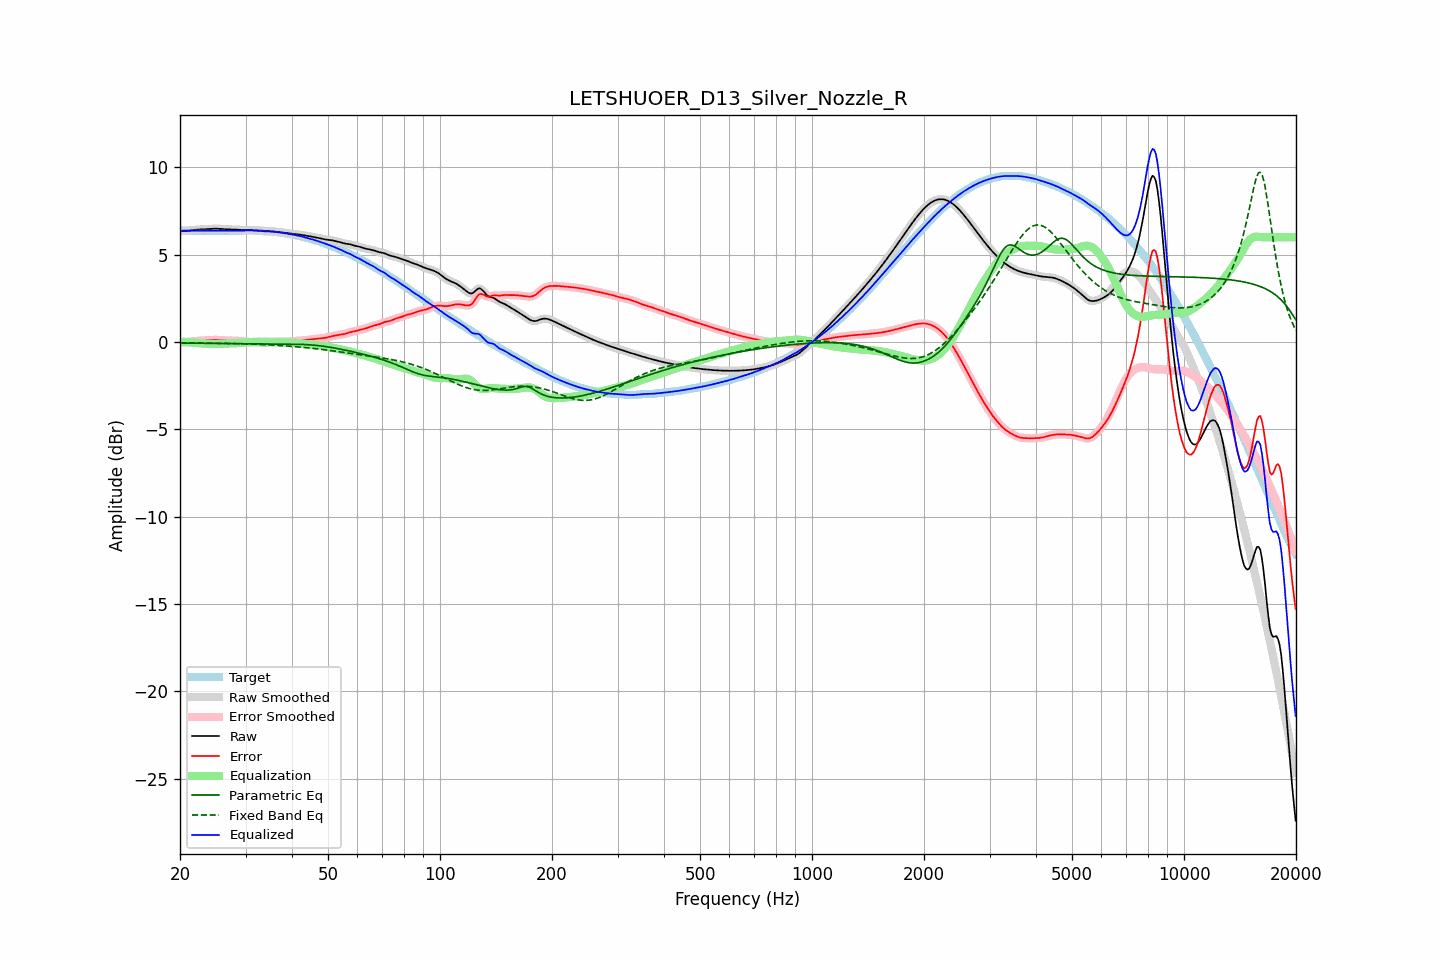 LETSHUOER_D13_Silver_Nozzle_R
10
5
0
−5
−10
−15
−20
−25
Amplitude (dBr)
Target
Raw Smoothed
Error Smoothed
Raw
Error
Equalization
Parametric Eq
Fixed Band Eq
Equalized
20 50 100 200 500 1000 2000 5000 10000 20000
Frequency (Hz)